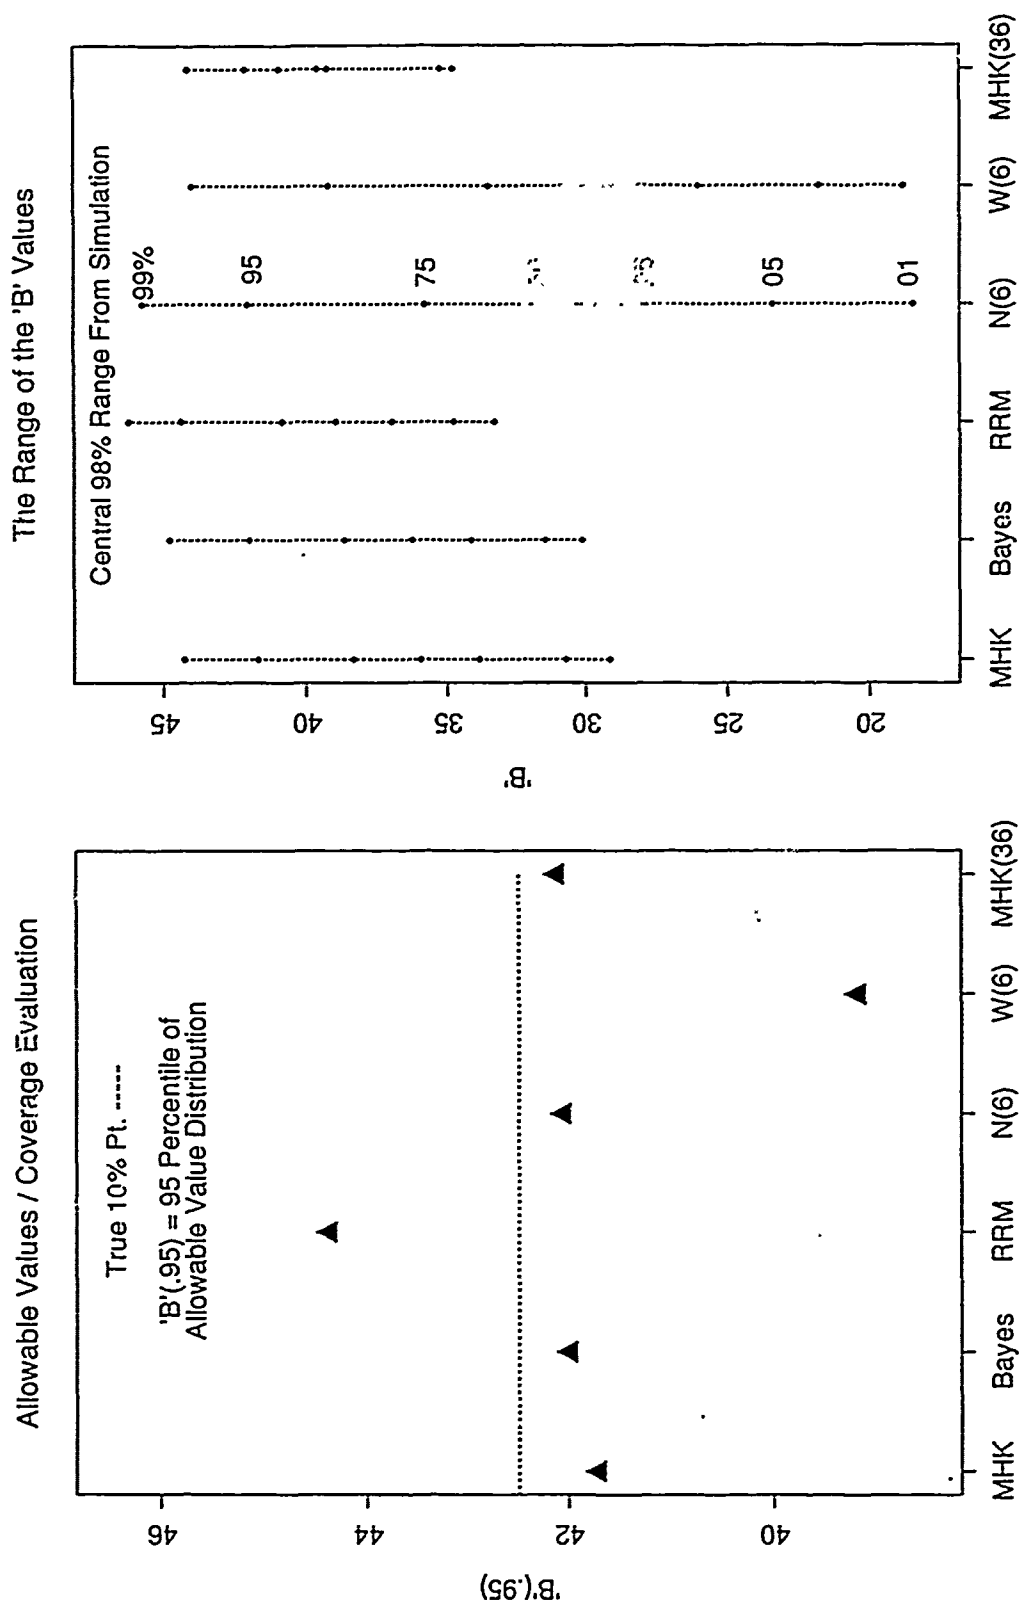 Allowable Values / Coverage Evaluation
True 10% Pt. -----
'B'(.95) = 95 Percentile of
Allowable Value Distribution
'B'(.95)
46
44
42
40
MHK
Bayes
RRM
N(6)
W(6)
MHK(36)
The Range of the 'B' Values
Central 98% Range From Simulation
99%
95
75
05
01
'B'
45
40
35
30
25
20
MHK
Bayes
RRM
N(6)
W(6)
MHK(36)